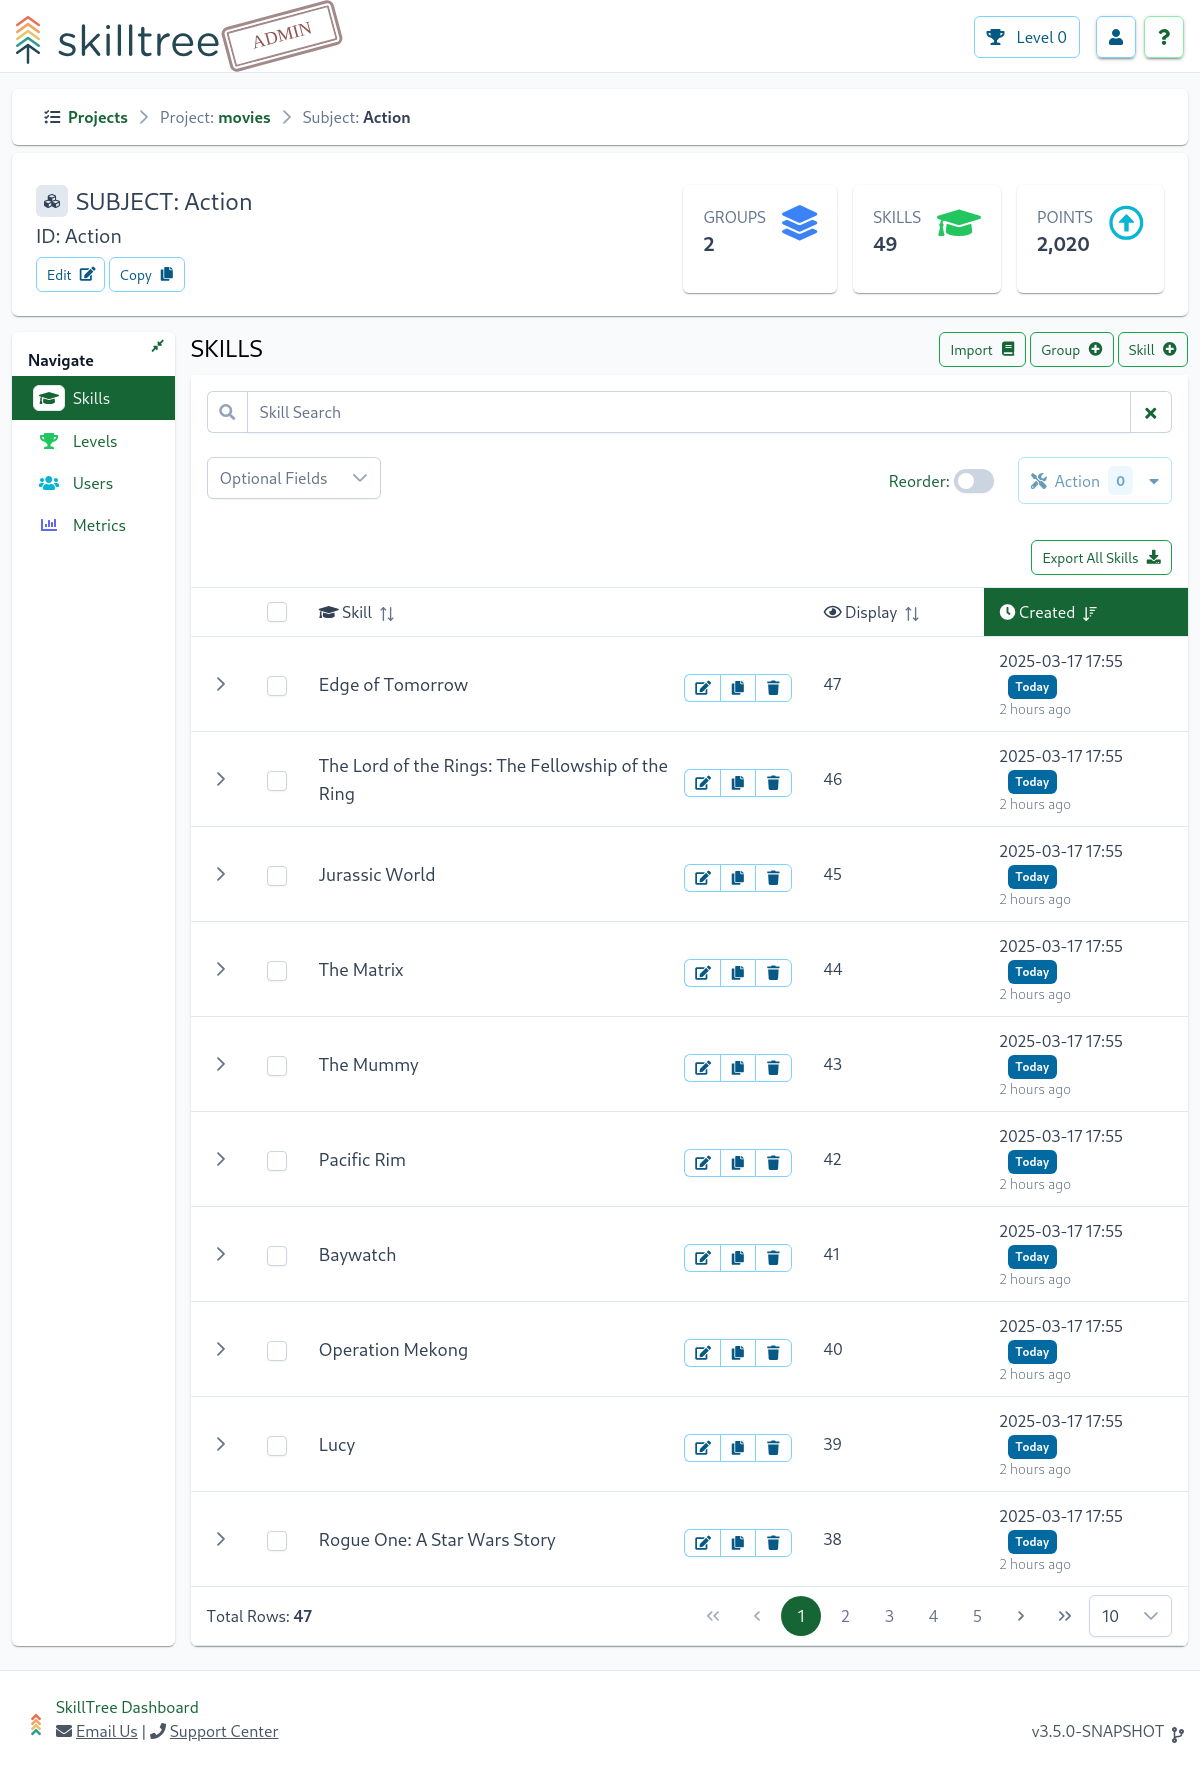 skilltree ADMIN Level 0 ?
Projects > Project: movies > Subject: Action
SUBJECT: Action
ID: Action
Edit Copy
GROUPS
2
SKILLS
49
POINTS
2,020
Navigate
Skills
Levels
Users
Metrics
SKILLS
Import Group Skill
Skill Search
Optional Fields
Reorder: Action 0
Export All Skills
Skill Display Created
Edge of Tomorrow 47 2025-03-17 17:55
Today
2 hours ago
The Lord of the Rings: The Fellowship of the
Ring
46 2025-03-17 17:55
Today
2 hours ago
Jurassic World 45 2025-03-17 17:55
Today
2 hours ago
The Matrix 44 2025-03-17 17:55
Today
2 hours ago
The Mummy 43 2025-03-17 17:55
Today
2 hours ago
Pacific Rim 42 2025-03-17 17:55
Today
2 hours ago
Baywatch 41 2025-03-17 17:55
Today
2 hours ago
Operation Mekong 40 2025-03-17 17:55
Today
2 hours ago
Lucy 39 2025-03-17 17:55
Today
2 hours ago
Rogue One: A Star Wars Story 38 2025-03-17 17:55
Today
2 hours ago
Total Rows: 47 1 2 3 4 5 10
SkillTree Dashboard
Email Us | Support Center
v3.5.0-SNAPSHOT